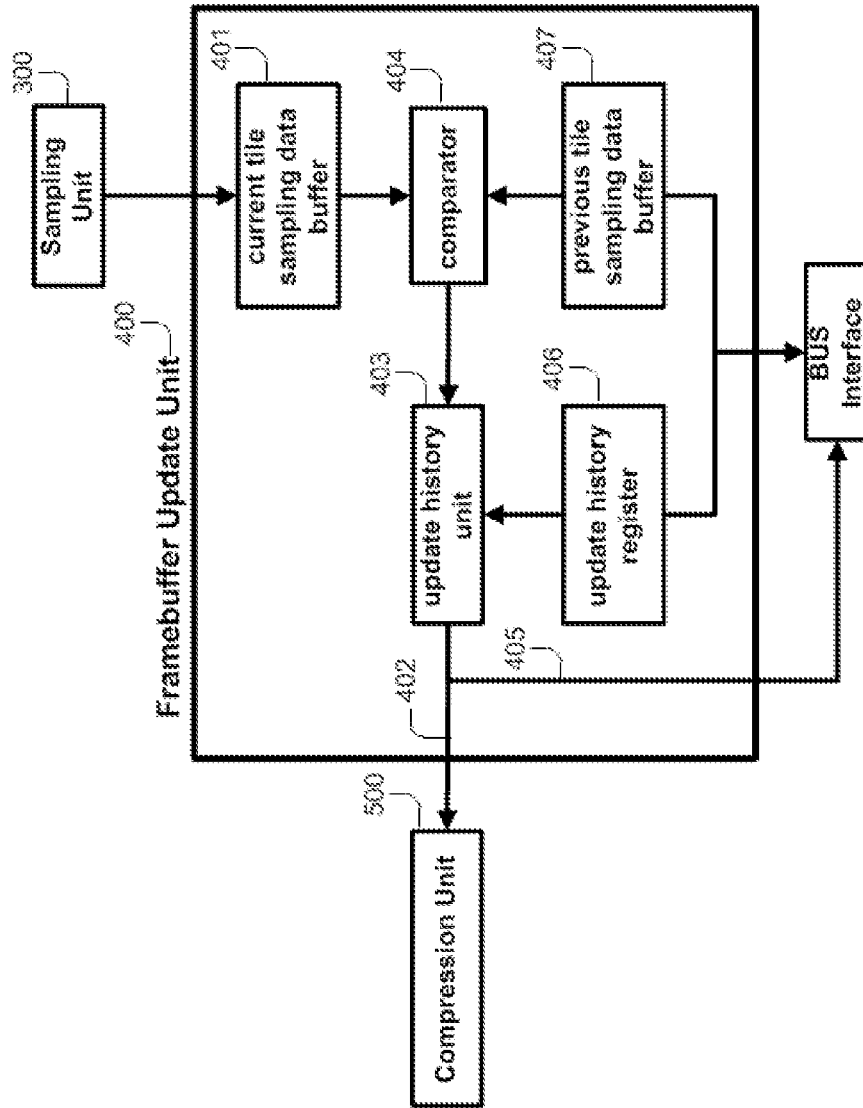 300
Sampling
Unit
400
Framebuffer Update Unit
401
current tile
sampling data
buffer
404
comparator
407
previous tile
sampling data
buffer
403
update history
unit
406
update history
register
402
405
500
Compression Unit
BUS
Interface